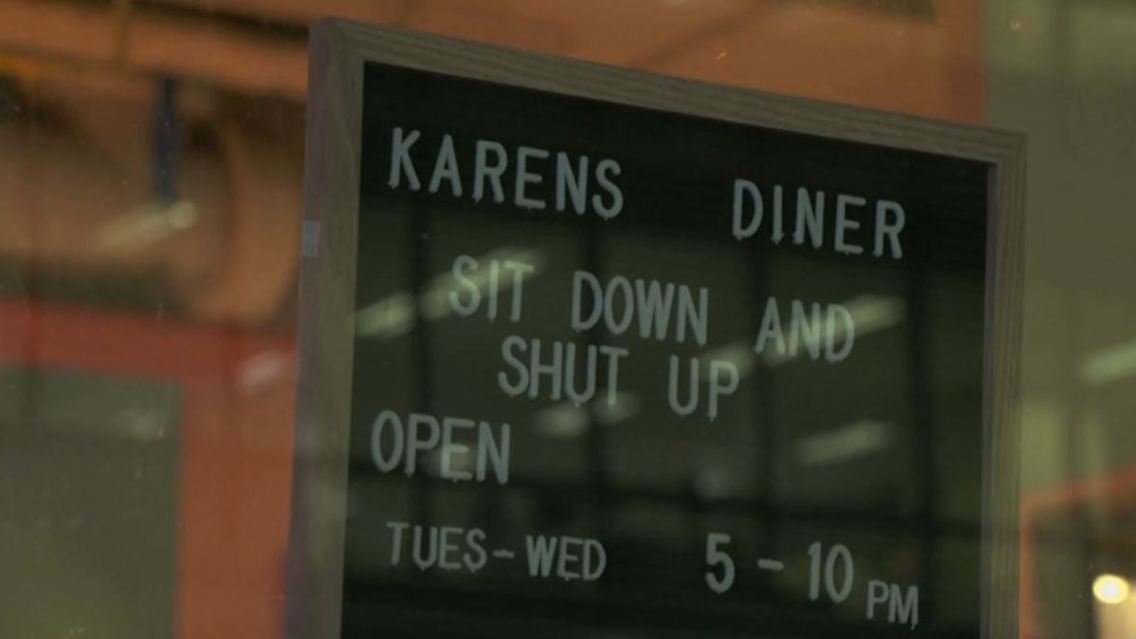 KARENS DINER
SIT DOWN AND
SHUT UP
OPEN
TUES-WED 5-10 PM